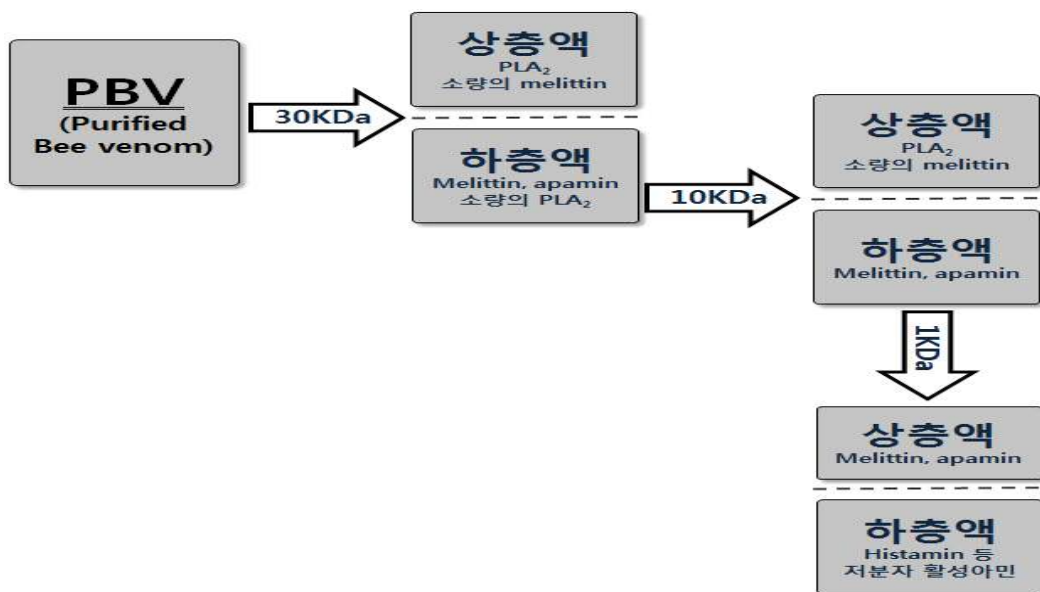 PBV
(Purified
Bee venom)
30KDa
상층액
PLA₂
소량의 melittin
하층액
Melittin, apamin
소량의 PLA₂
10KDa
상층액
PLA₂
소량의 melittin
하층액
Melittin, apamin
1KDa
상층액
Melittin, apamin
하층액
Histamin 등
저분자 활성아민